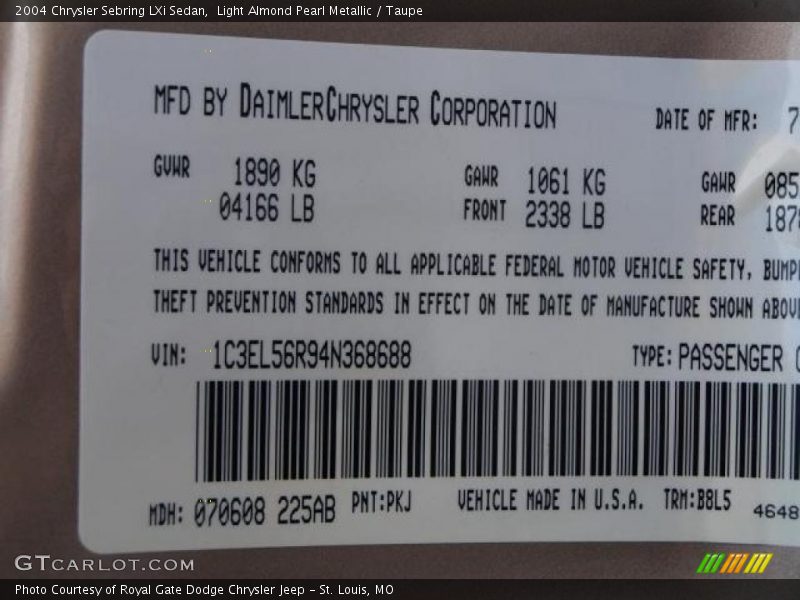 2004 Chrysler Sebring LXi Sedan,  Light Almond Pearl Metallic / Taupe
MFD BY DAIMLERCHRYSLER CORPORATION DATE OF MFR: 7
GVWR 1890 KG GAWR 1061 KG GAWR 085
04166 LB FRONT 2338 LB REAR 187
THIS VEHICLE CONFORMS TO ALL APPLICABLE FEDERAL MOTOR VEHICLE SAFETY, BUMP
THEFT PREVENTION STANDARDS IN EFFECT ON THE DATE OF MANUFACTURE SHOWN ABOV
VIN: 1C3EL56R94N368688 TYPE: PASSENGER
MDH: 070608 225AB PNT:PKJ VEHICLE MADE IN U.S.A. TRM:B8L5 4648
GTCARLOT.COM
Photo Courtesy of Royal Gate Dodge Chrysler Jeep – St. Louis, MO